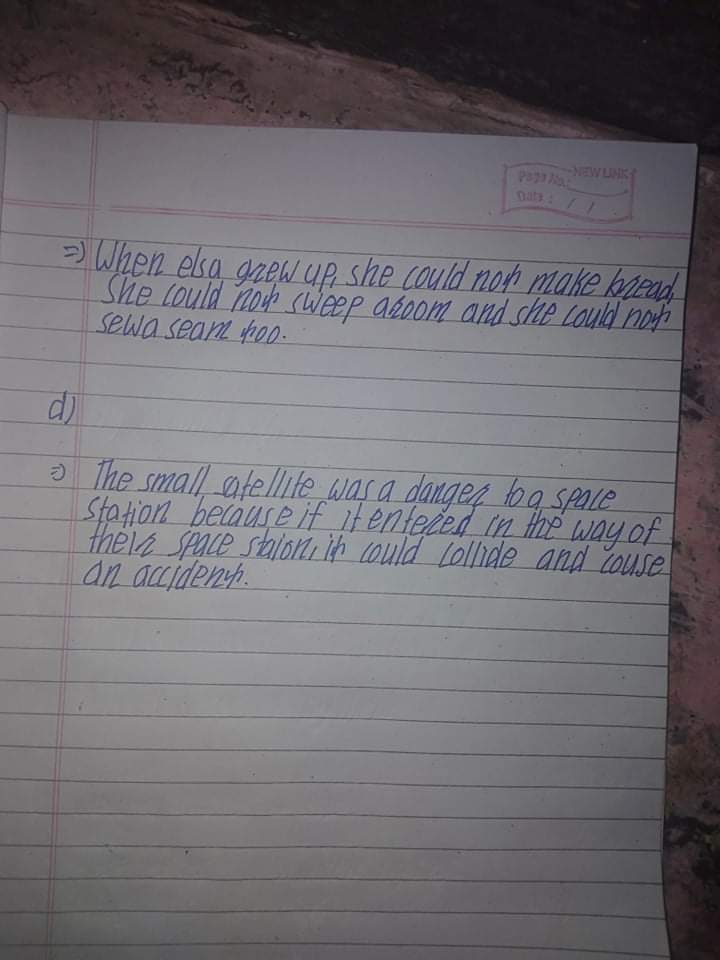 NEW LINK
Page No.:
Date : / /
=) When elsa grew up, she could not make bread,
She could not sweep a room and she could not
sew a seam too.
d)
=) The small satellite was a danger to a space
station because if it entered in the way of
their space staion, it could collide and couse
an accident.